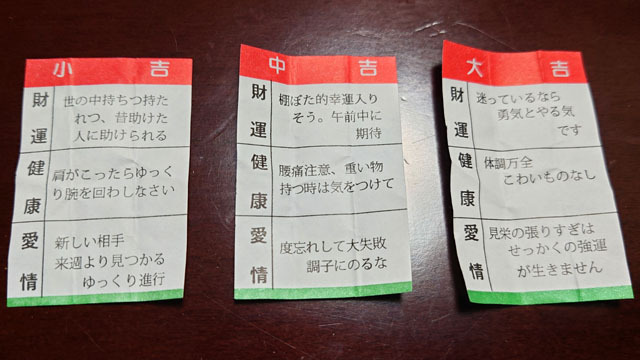 小吉
財運
世の中持ちつ持た
れつ、昔助けた
人に助けられる
健康
肩がこったらゆっく
り腕を回わしなさい
愛情
新しい相手
来週より見つかる
ゆっくり進行
中吉
財運
棚ぼた的幸運入り
そう。午前中に
期待
健康
腰痛注意、重い物
持つ時は気をつけて
愛情
度忘れして大失敗
調子にのるな
大吉
財運
迷っているなら
勇気とやる気
です
健康
体調万全
こわいものなし
愛情
見栄の張りすぎは
せっかくの強運
が生きません